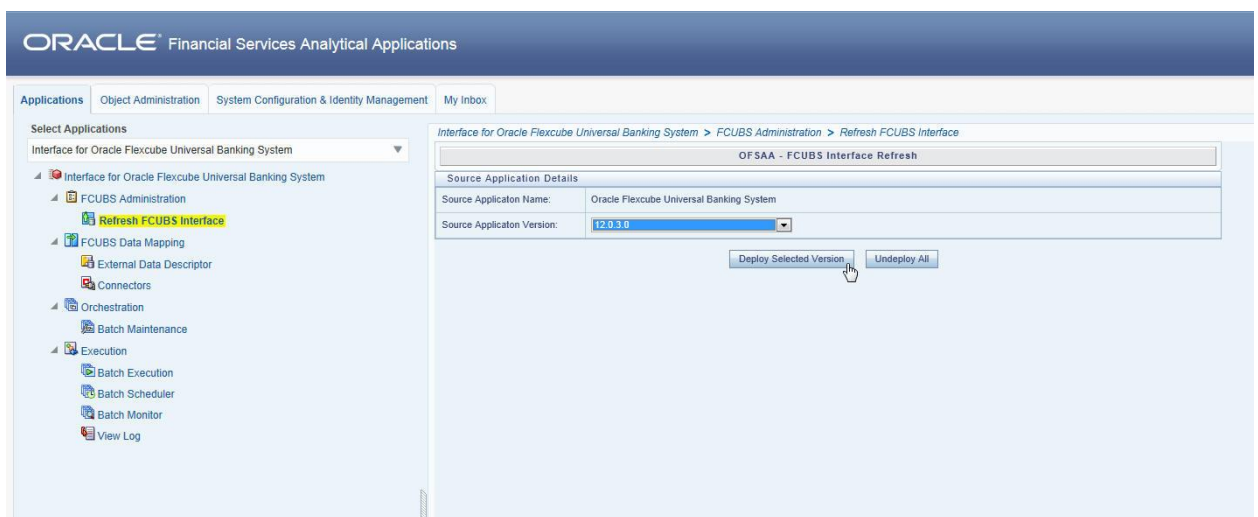 ORACLE® Financial Services Analytical Applications
Applications Object Administration System Configuration & Identity Management My Inbox
Select Applications
Interface for Oracle Flexcube Universal Banking System
Interface for Oracle Flexcube Universal Banking System
FCUBS Administration
Refresh FCUBS Interface
FCUBS Data Mapping
External Data Descriptor
Connectors
Orchestration
Batch Maintenance
Execution
Batch Execution
Batch Scheduler
Batch Monitor
View Log
Interface for Oracle Flexcube Universal Banking System > FCUBS Administration > Refresh FCUBS Interface
OFSAA - FCUBS Interface Refresh
Source Application Details
Source Applicaton Name: Oracle Flexcube Universal Banking System
Source Applicaton Version: 12.0.3.0
Deploy Selected Version Undeploy All